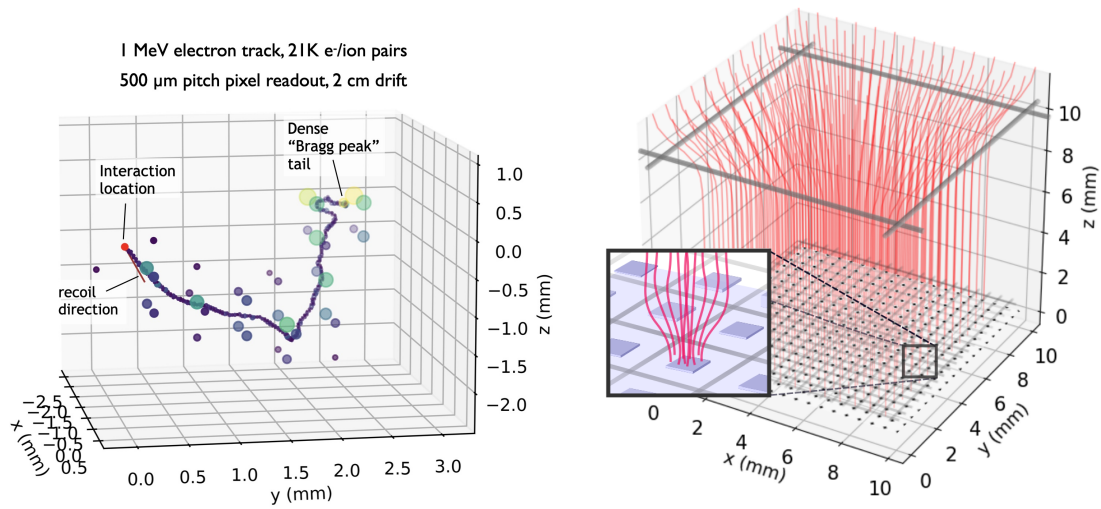 1 MeV electron track, 21K e-/ion pairs
500 µm pitch pixel readout, 2 cm drift
Dense
“Bragg peak”
tail
Interaction
location
recoil
direction
1.0
0.5
0.0
−0.5
−1.0
−1.5
−2.0
z (mm)
−2.5
−2.0
−1.5
−1.0
−0.5
0.0
0.5
x (mm)
0.0
0.5
1.0
1.5
2.0
2.5
3.0
y (mm)
10
8
6
4
2
0
z (mm)
0
2
4
6
8
10
x (mm)
0
2
4
6
8
10
y (mm)